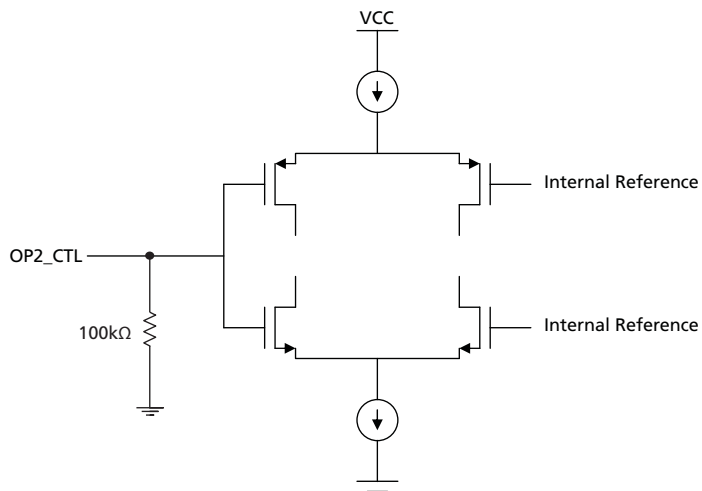 VCC
Internal Reference
OP2_CTL
100kΩ
Internal Reference